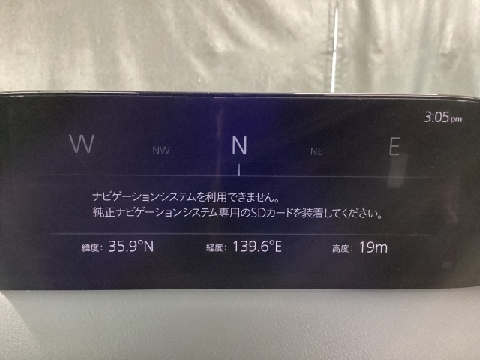 3:05 pm
W NW N NE E
ナビゲーションシステムを利用できません。
純正ナビゲーションシステム専用のSDカードを装着してください。
緯度: 35.9°N 経度: 139.6°E 高度: 19m